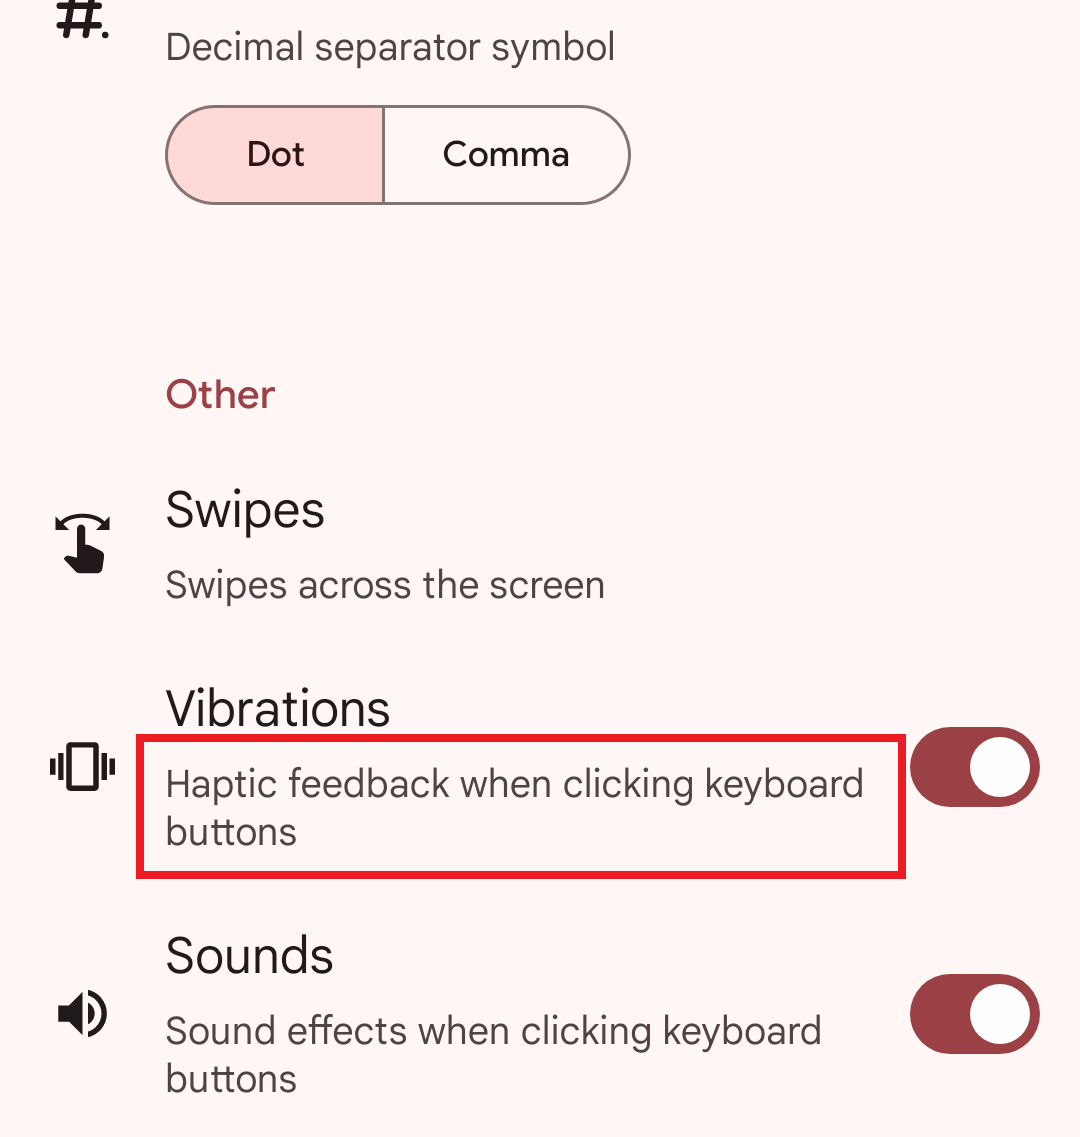 Decimal separator symbol
Dot
Comma
Other
Swipes
Swipes across the screen
Vibrations
Haptic feedback when clicking keyboard
buttons
Sounds
Sound effects when clicking keyboard
buttons